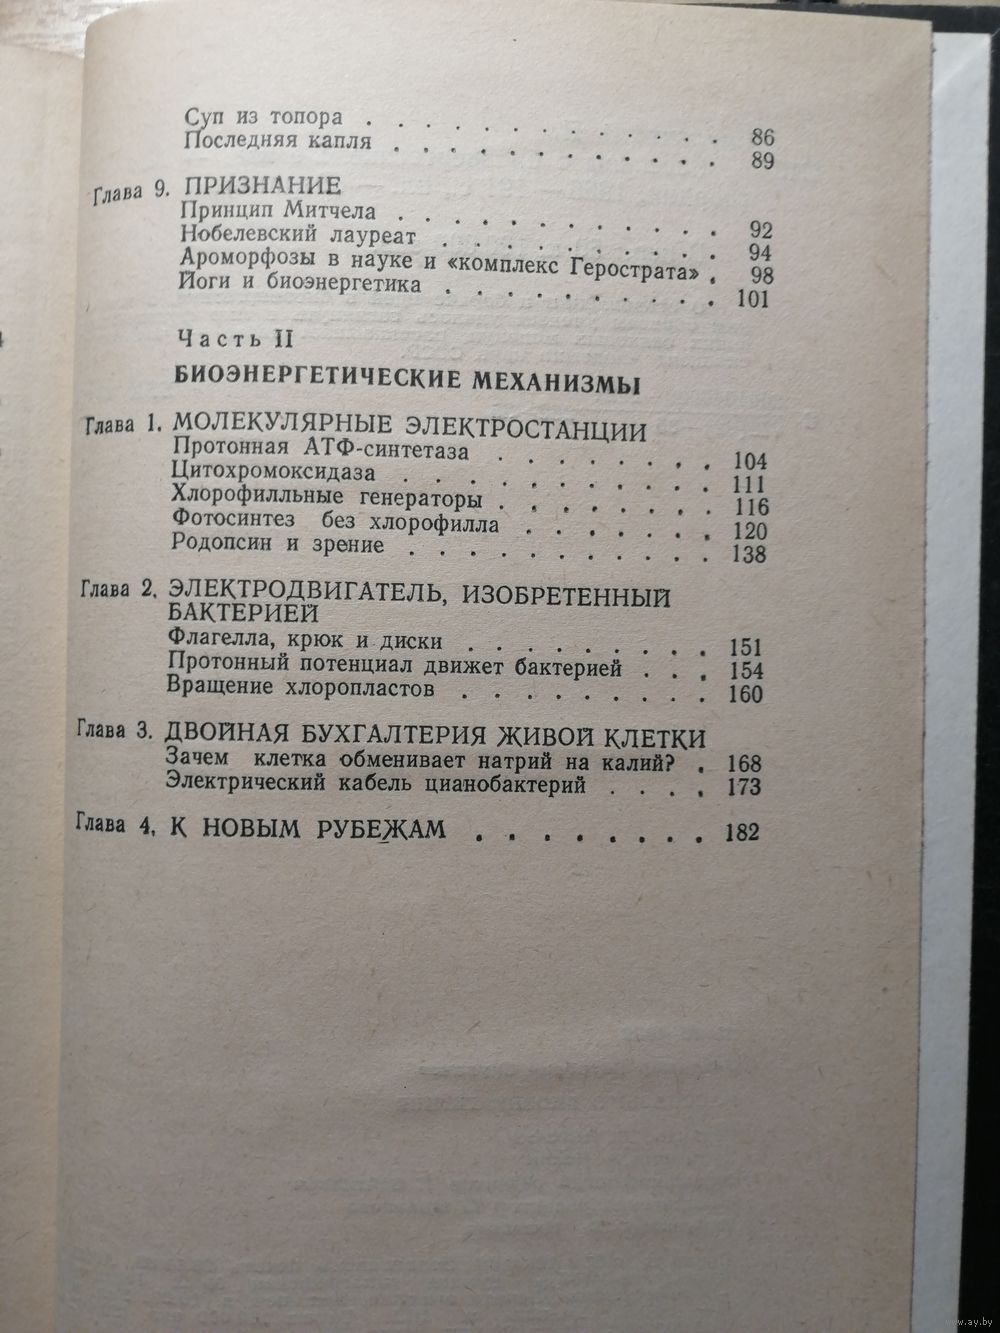 Суп из топора . . . . . . . . . . . . 86
Последняя капля . . . . . . . . . . . 89
Глава 9. ПРИЗНАНИЕ
Принцип Митчела . . . . . . . . . . . 92
Нобелевский лауреат . . . . . . . . . . 94
Ароморфозы в науке и «комплекс Герострата» . 98
Йоги и биоэнергетика . . . . . . . . . 101
Часть II
БИОЭНЕРГЕТИЧЕСКИЕ МЕХАНИЗМЫ
Глава 1. МОЛЕКУЛЯРНЫЕ ЭЛЕКТРОСТАНЦИИ
Протонная АТФ-синтетаза . . . . . . . . 104
Цитохромоксидаза . . . . . . . . . . . 111
Хлорофилльные генераторы . . . . . . . . 116
Фотосинтез без хлорофилла . . . . . . . 120
Родопсин и зрение . . . . . . . . . . 138
Глава 2. ЭЛЕКТРОДВИГАТЕЛЬ, ИЗОБРЕТЕННЫЙ
БАКТЕРИЕЙ
Флагелла, крюк и диски . . . . . . . . . 151
Протонный потенциал движет бактерией . . . 154
Вращение хлоропластов . . . . . . . . . 160
Глава 3. ДВОЙНАЯ БУХГАЛТЕРИЯ ЖИВОЙ КЛЕТКИ
Зачем клетка обменивает натрий на калий? . 168
Электрический кабель цианобактерий . . . . 173
Глава 4. К НОВЫМ РУБЕЖАМ . . . . . . . . 182
www.ay.by